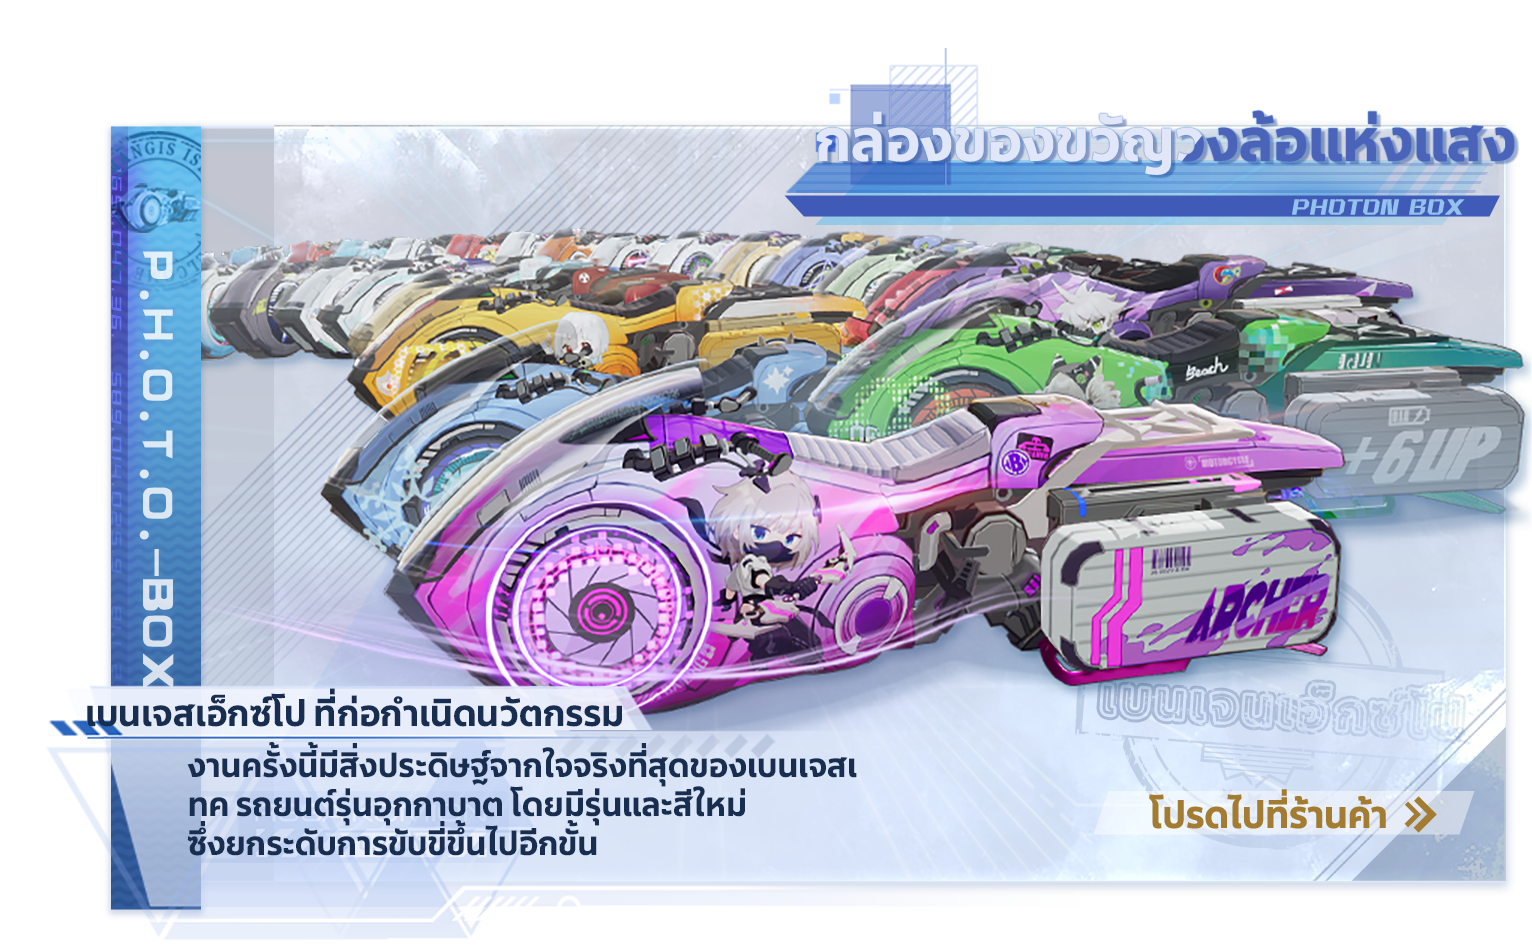 กล่องของขวัญวงล้อแห่งแสง
PHOTON BOX
NGIS IS
P.H.O.T.O.-BOX
Beach
+6UP
MOTORCYCLE
ARCHER
เบนเจนเอ็กซ์โป
เบนเจสเอ็กซ์โป ที่ก่อกำเนิดนวัตกรรม
งานครั้งนี้มีสิ่งประดิษฐ์จากใจจริงที่สุดของเบนเจสเ
ทค รถยนต์รุ่นอุกกาบาต โดยมีรุ่นและสีใหม่
ซึ่งยกระดับการขับขี่ขึ้นไปอีกขั้น
โปรดไปที่ร้านค้า